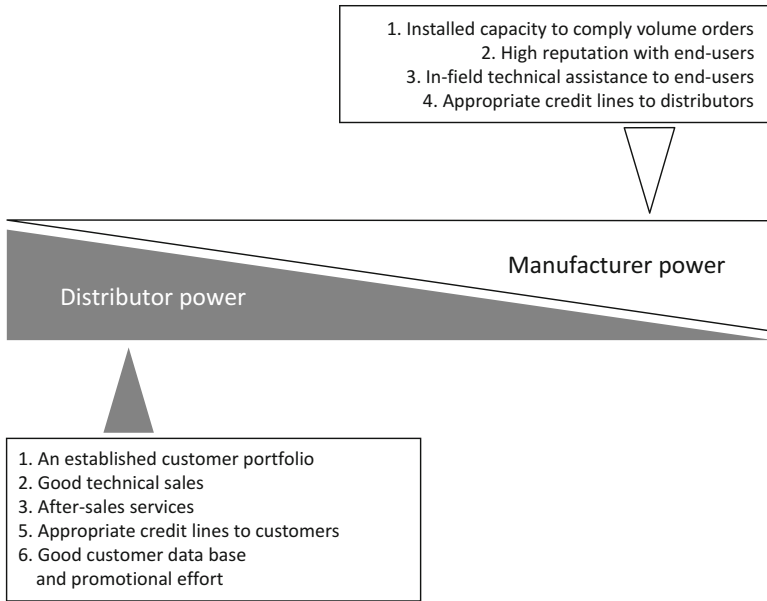 1. Installed capacity to comply volume orders
2. High reputation with end-users
3. In-field technical assistance to end-users
4. Appropriate credit lines to distributors
Manufacturer power
Distributor power
1. An established customer portfolio
2. Good technical sales
3. After-sales services
5. Appropriate credit lines to customers
6. Good customer data base
and promotional effort